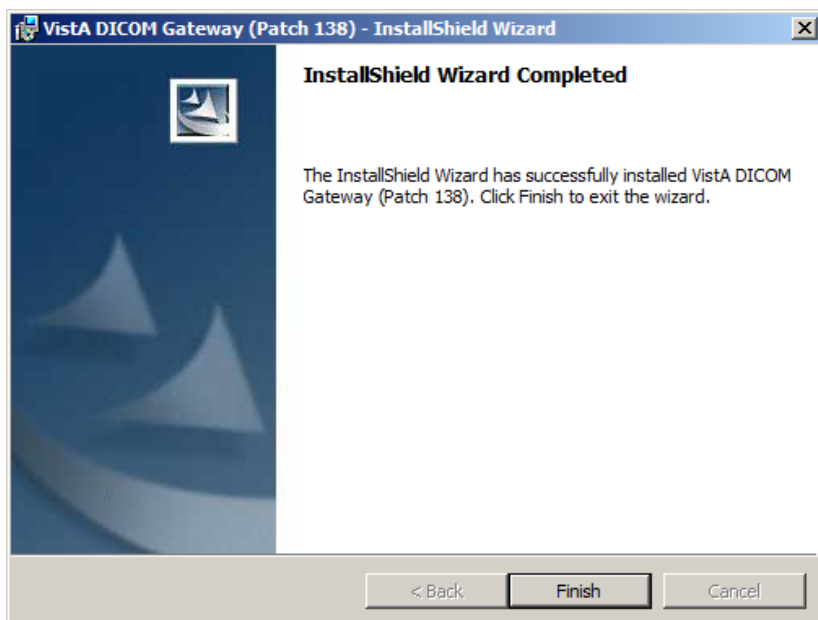 VistA DICOM Gateway (Patch 138) - InstallShield Wizard
InstallShield Wizard Completed
The InstallShield Wizard has successfully installed VistA DICOM
Gateway (Patch 138). Click Finish to exit the wizard.
< Back
Finish
Cancel